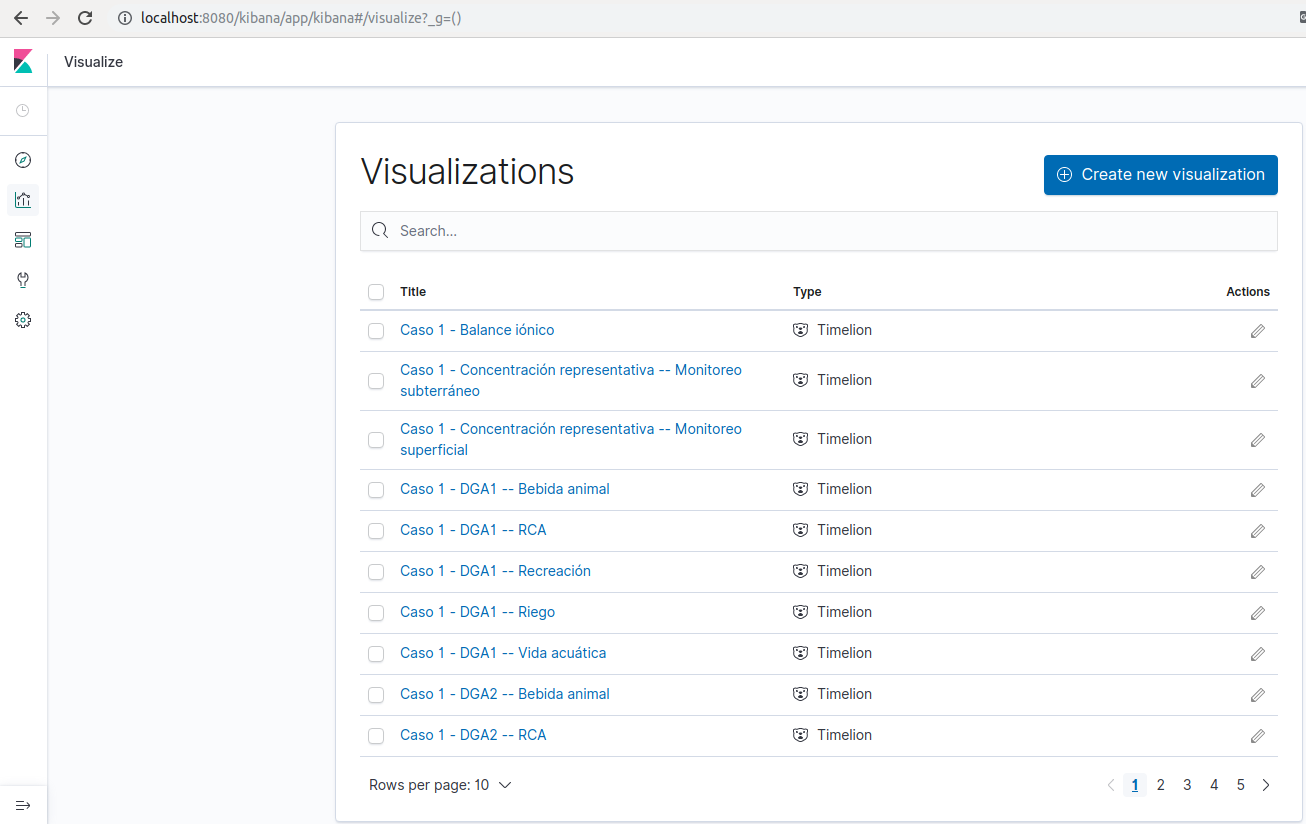 localhost:8080/kibana/app/kibana#/visualize?_g=()
Visualize
Visualizations
Create new visualization
Search...
Title Type Actions
Caso 1 - Balance iónico Timelion
Caso 1 - Concentración representativa -- Monitoreo
subterráneo
Timelion
Caso 1 - Concentración representativa -- Monitoreo
superficial
Timelion
Caso 1 - DGA1 -- Bebida animal Timelion
Caso 1 - DGA1 -- RCA Timelion
Caso 1 - DGA1 -- Recreación Timelion
Caso 1 - DGA1 -- Riego Timelion
Caso 1 - DGA1 -- Vida acuática Timelion
Caso 1 - DGA2 -- Bebida animal Timelion
Caso 1 - DGA2 -- RCA Timelion
Rows per page: 10 1 2 3 4 5